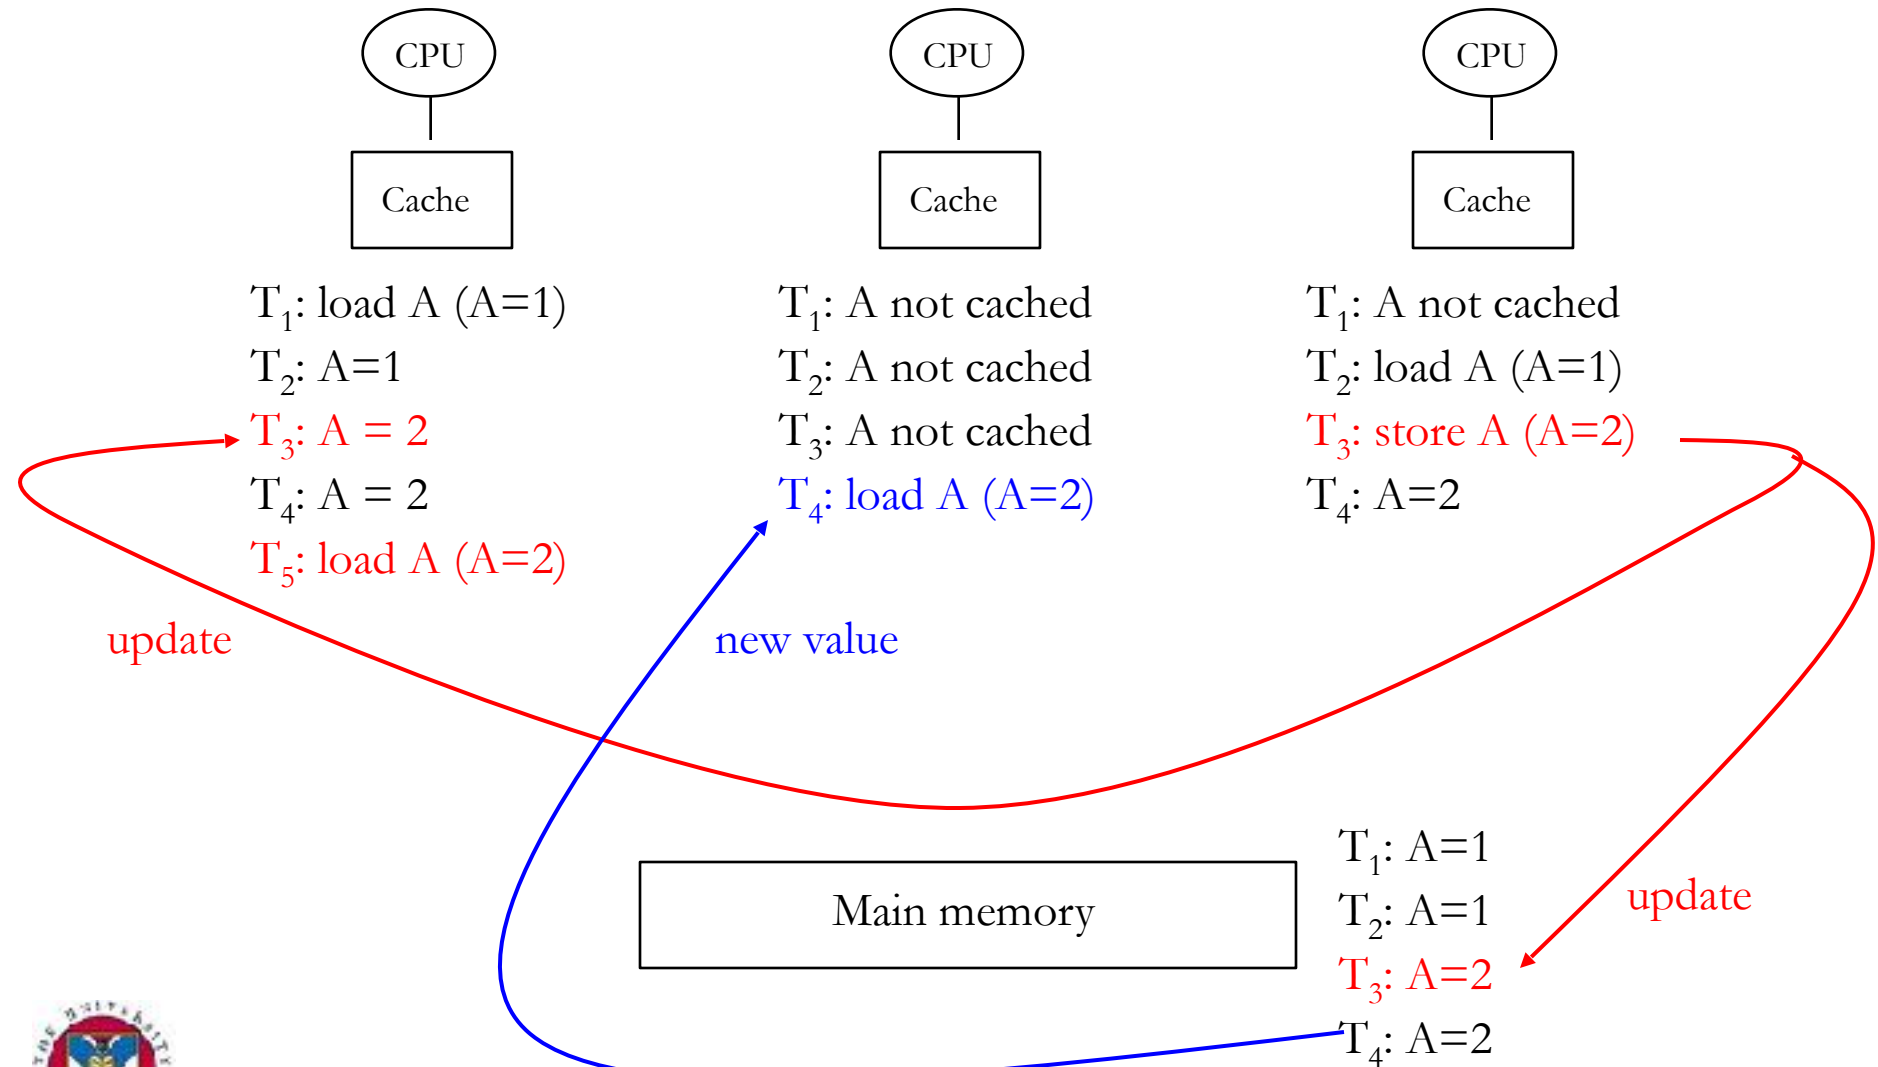 CPU
CPU
CPU
Cache
Cache
Cache
T₁: load A (A=1)
T₂: A=1
T₃: A = 2
T₄: A = 2
T₅: load A (A=2)
T₁: A not cached
T₂: A not cached
T₃: A not cached
T₄: load A (A=2)
T₁: A not cached
T₂: load A (A=1)
T₃: store A (A=2)
T₄: A=2
update
new value
Main memory
T₁: A=1
T₂: A=1
T₃: A=2
T₄: A=2
update
THE UNIVERSITY